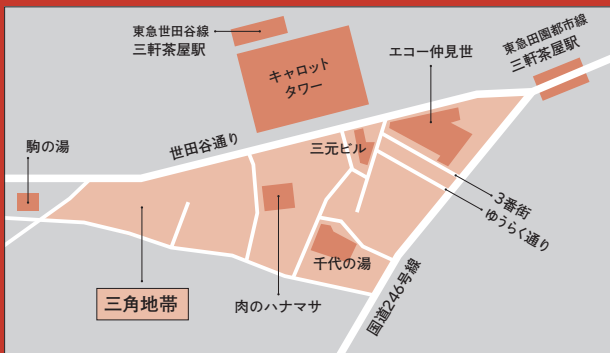 東急世田谷線
三軒茶屋駅
キャロット
タワー
エコー仲見世
東急田園都市線
三軒茶屋駅
世田谷通り
三元ビル
駒の湯
3番街
ゆうらく通り
千代の湯
三角地帯
肉のハナマサ
国道246号線